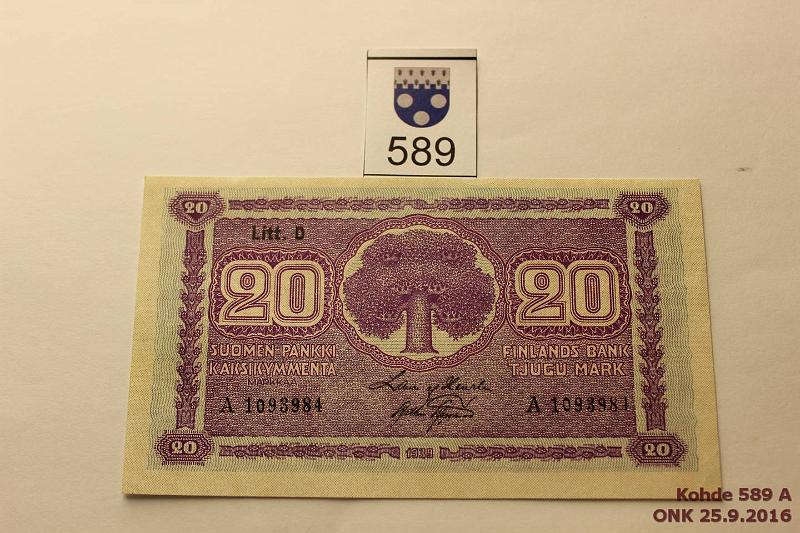 589
20 20
Litt. D
20 20
SUOMEN PANKKI FINLANDS BANK
KAKSIKYMMENTÄ TJUGU MARK
MARKKAA
A 1093984 A 1093984
20 20
Kohde 589 A
ONK 25.9.2016